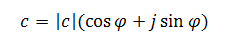 c = |c|(cos φ + j sin φ)